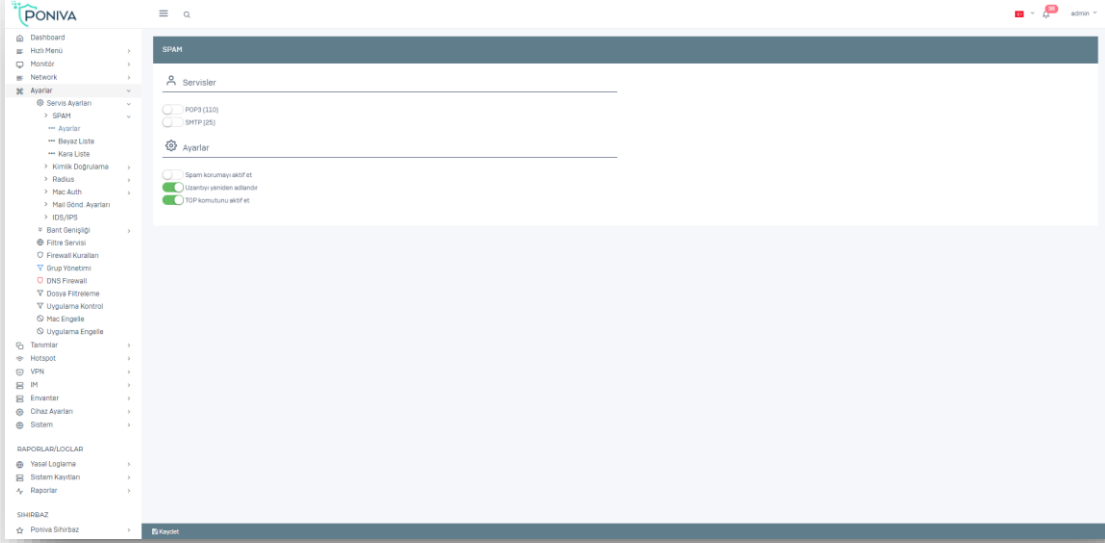 PONIVA
36
admin
Dashboard
Hızlı Menü
Monitör
Network
Ayarlar
Servis Ayarları
SPAM
Ayarlar
Beyaz Liste
Kara Liste
Kimlik Doğrulama
Radius
Mac Auth
Mail Gönd. Ayarları
IDS/IPS
Bant Genişliği
Filtre Servisi
Firewall Kuralları
Grup Yönetimi
DNS Firewall
Dosya Filtreleme
Uygulama Kontrol
Mac Engelle
Uygulama Engelle
Tanımlar
Hotspot
VPN
IM
Envanter
Cihaz Ayarları
Sistem
RAPORLAR/LOGLAR
Yasal Loglama
Sistem Kayıtları
Raporlar
SIHIRBAZ
Poniva Sihirbaz
SPAM
Servisler
POP3 (110)
SMTP (25)
Ayarlar
Spam korumayı aktif et
Uzantıyı yeniden adlandır
TOP komutunu aktif et
Kaydet